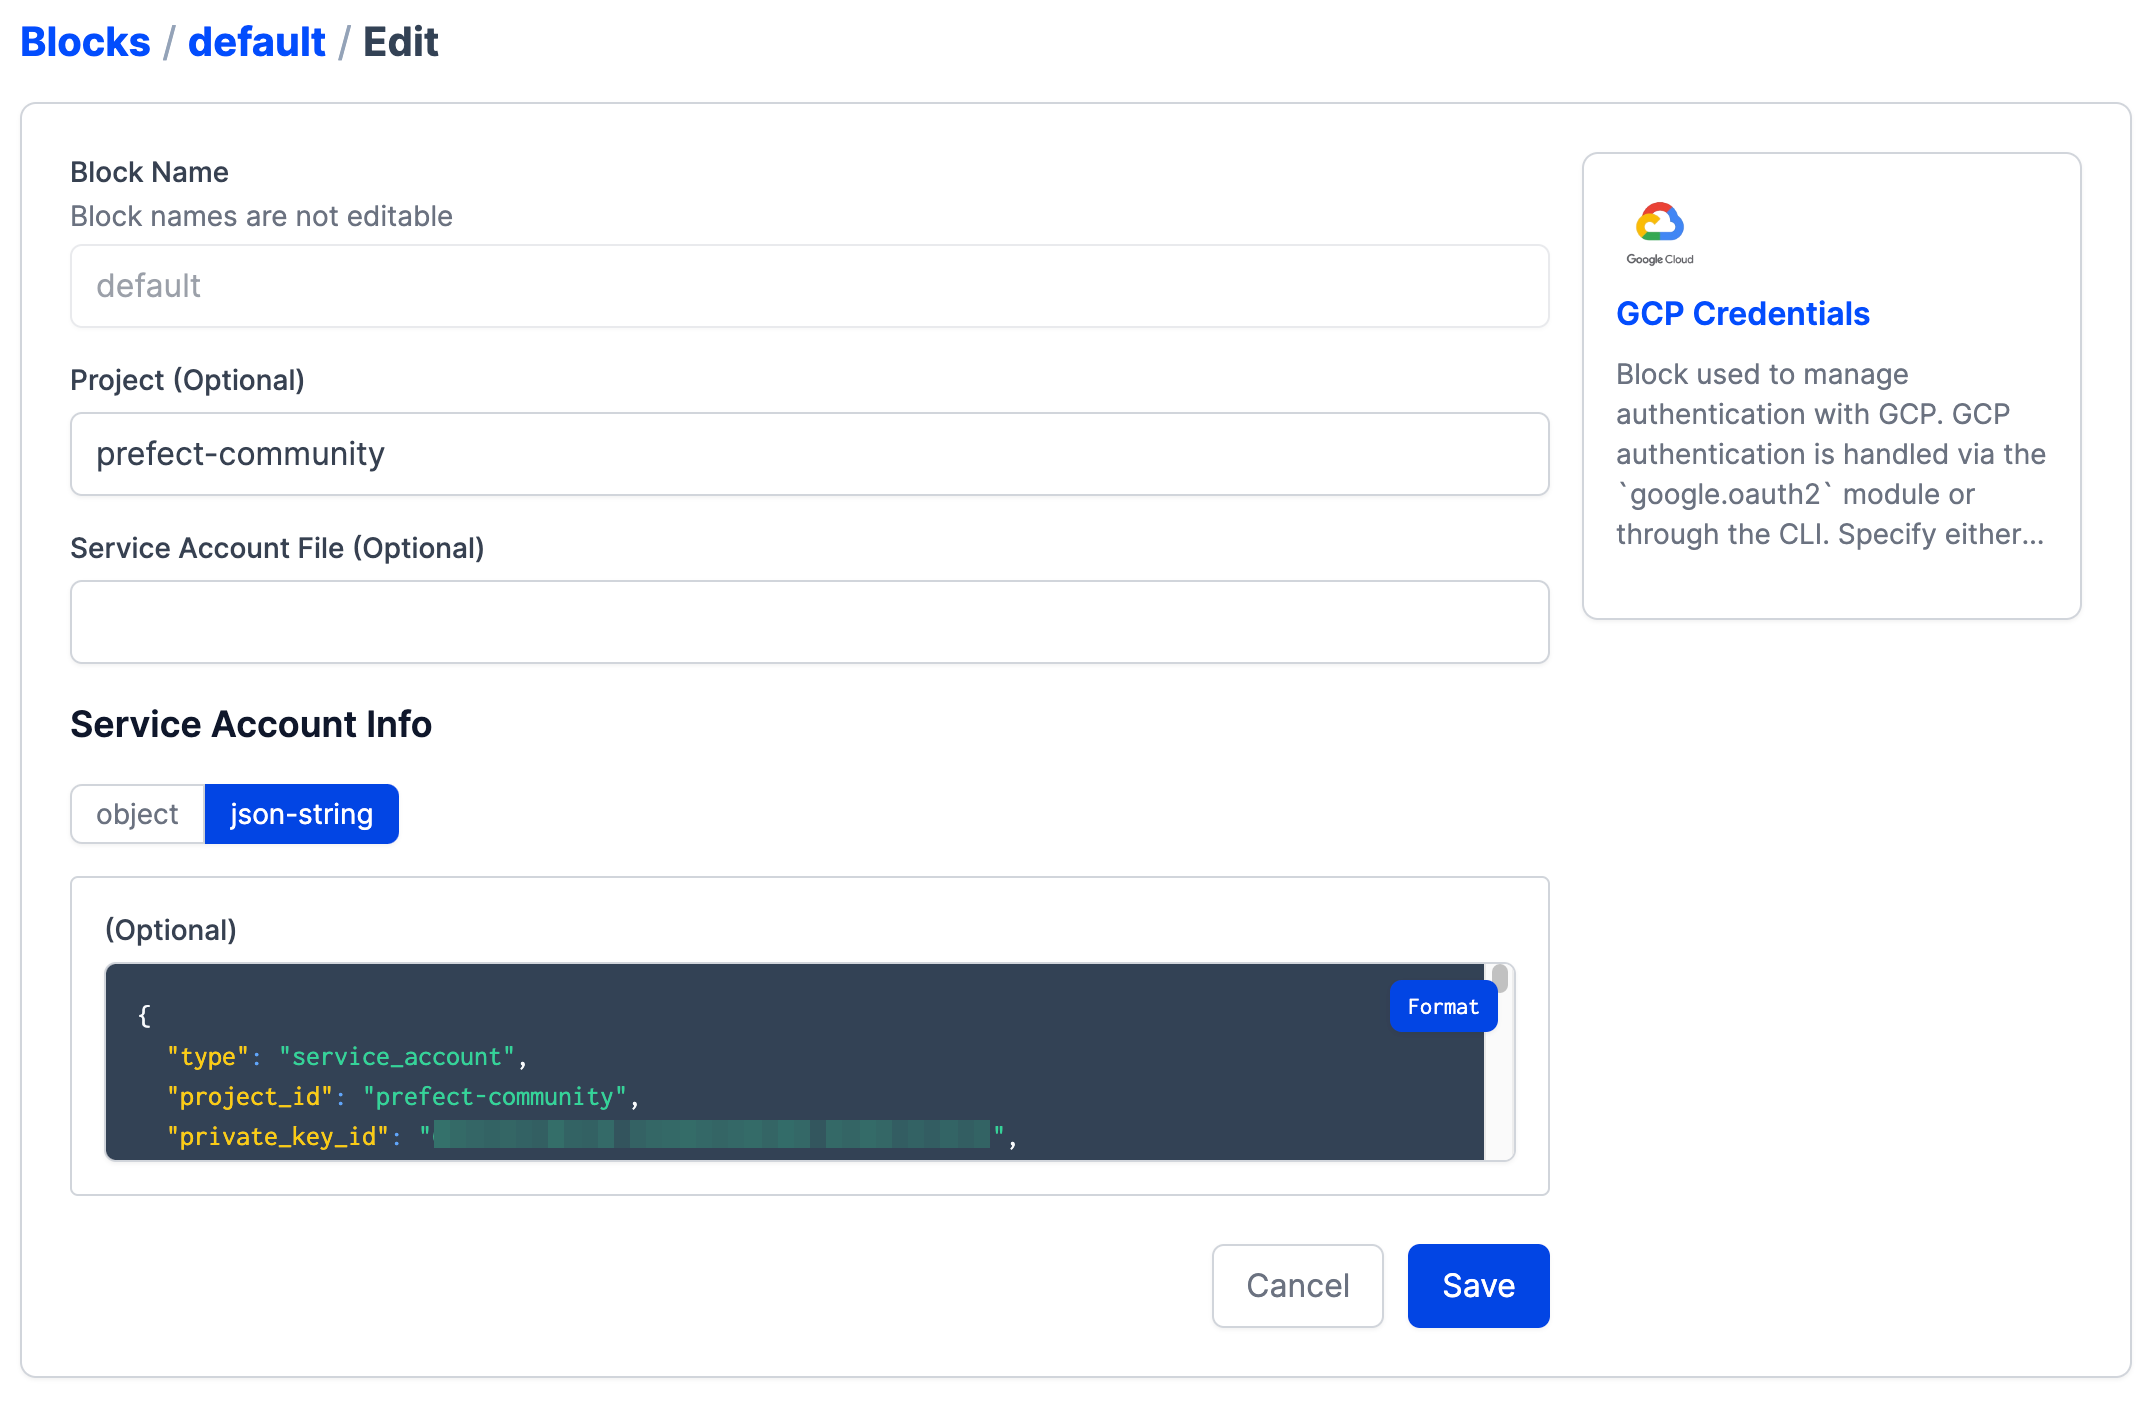 Blocks / default / Edit
Block Name
Block names are not editable
default
Project (Optional)
prefect-community
Service Account File (Optional)
Service Account Info
object
json-string
(Optional)
Format
{
"type": "service_account",
"project_id": "prefect-community",
"private_key_id": "",
Cancel
Save
Google Cloud
GCP Credentials
Block used to manage
authentication with GCP. GCP
authentication is handled via the
`google.oauth2` module or
through the CLI. Specify either...